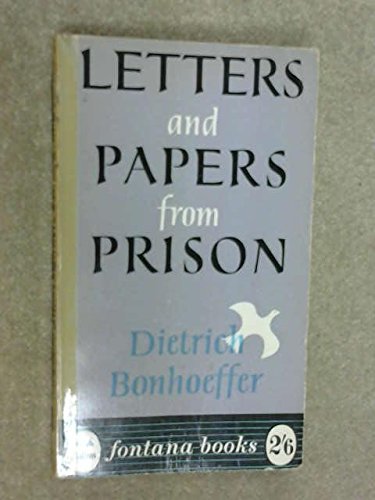 LETTERS
and
PAPERS
from
PRISON
Dietrich
Bonhoeffer
fontana books 2'6